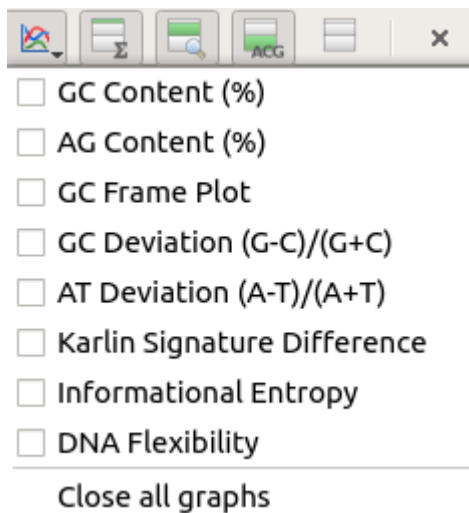 Σ
ACG
×
GC Content (%)
AG Content (%)
GC Frame Plot
GC Deviation (G-C)/(G+C)
AT Deviation (A-T)/(A+T)
Karlin Signature Difference
Informational Entropy
DNA Flexibility
Close all graphs